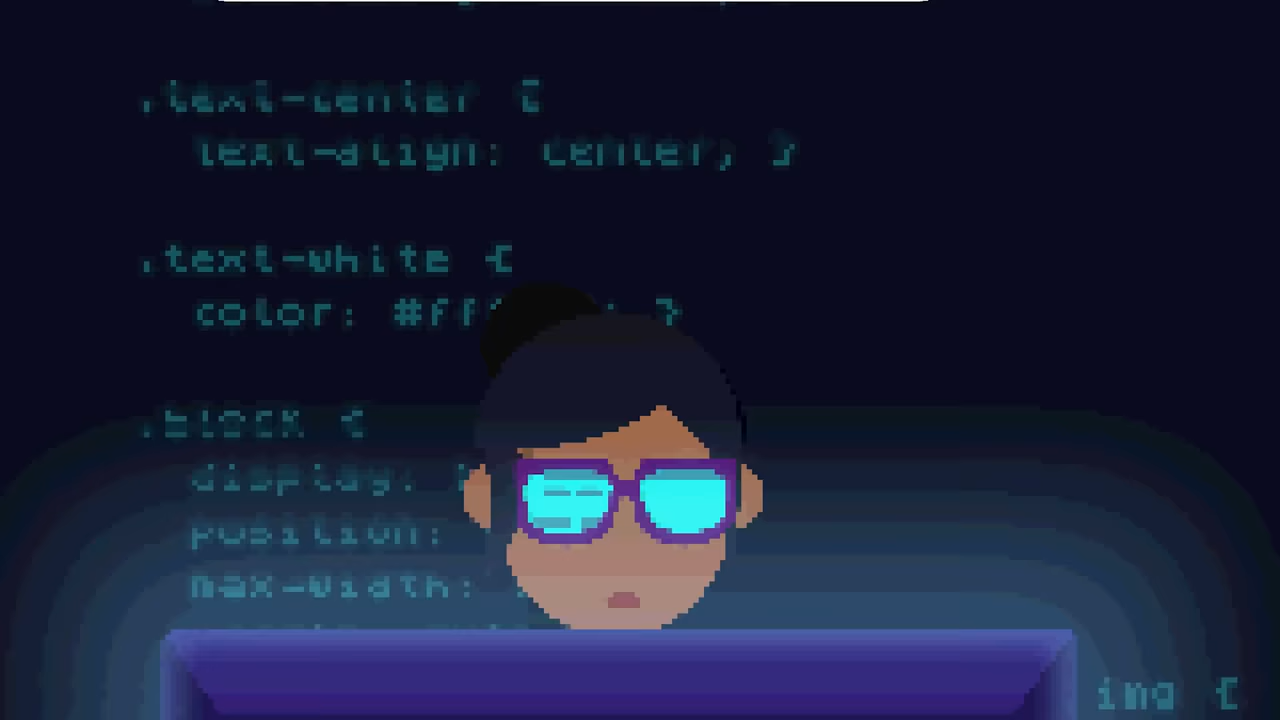 .text-center {
text-align: center; }
.text-white {
color: #ff ; }
.block {
display:
position:
max-width:
img {